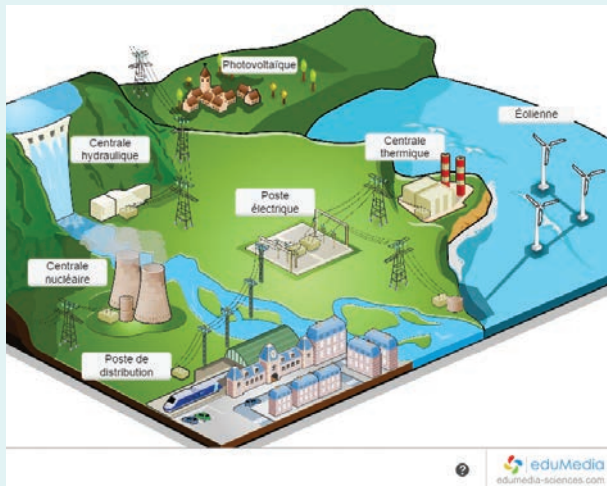 Photovoltaïque
Éolienne
Centrale
hydraulique
Centrale
thermique
Poste
électrique
Centrale
nucléaire
Poste de
distribution
?
eduMedia
edumedia-sciences.com